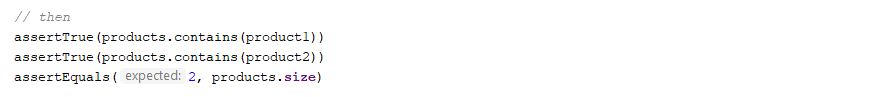 // then
assertTrue(products.contains(product1))
assertTrue(products.contains(product2))
assertEquals( expected: 2, products.size)